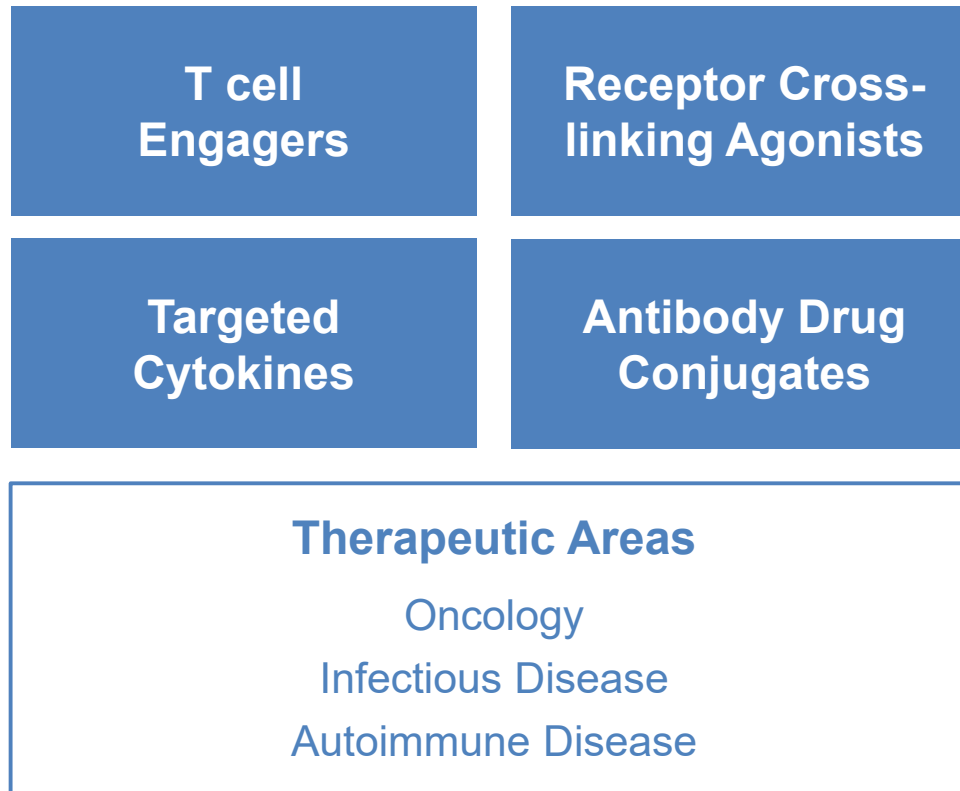 T cell
Engagers
Receptor Cross-
linking Agonists
Targeted
Cytokines
Antibody Drug
Conjugates
Therapeutic Areas
Oncology
Infectious Disease
Autoimmune Disease